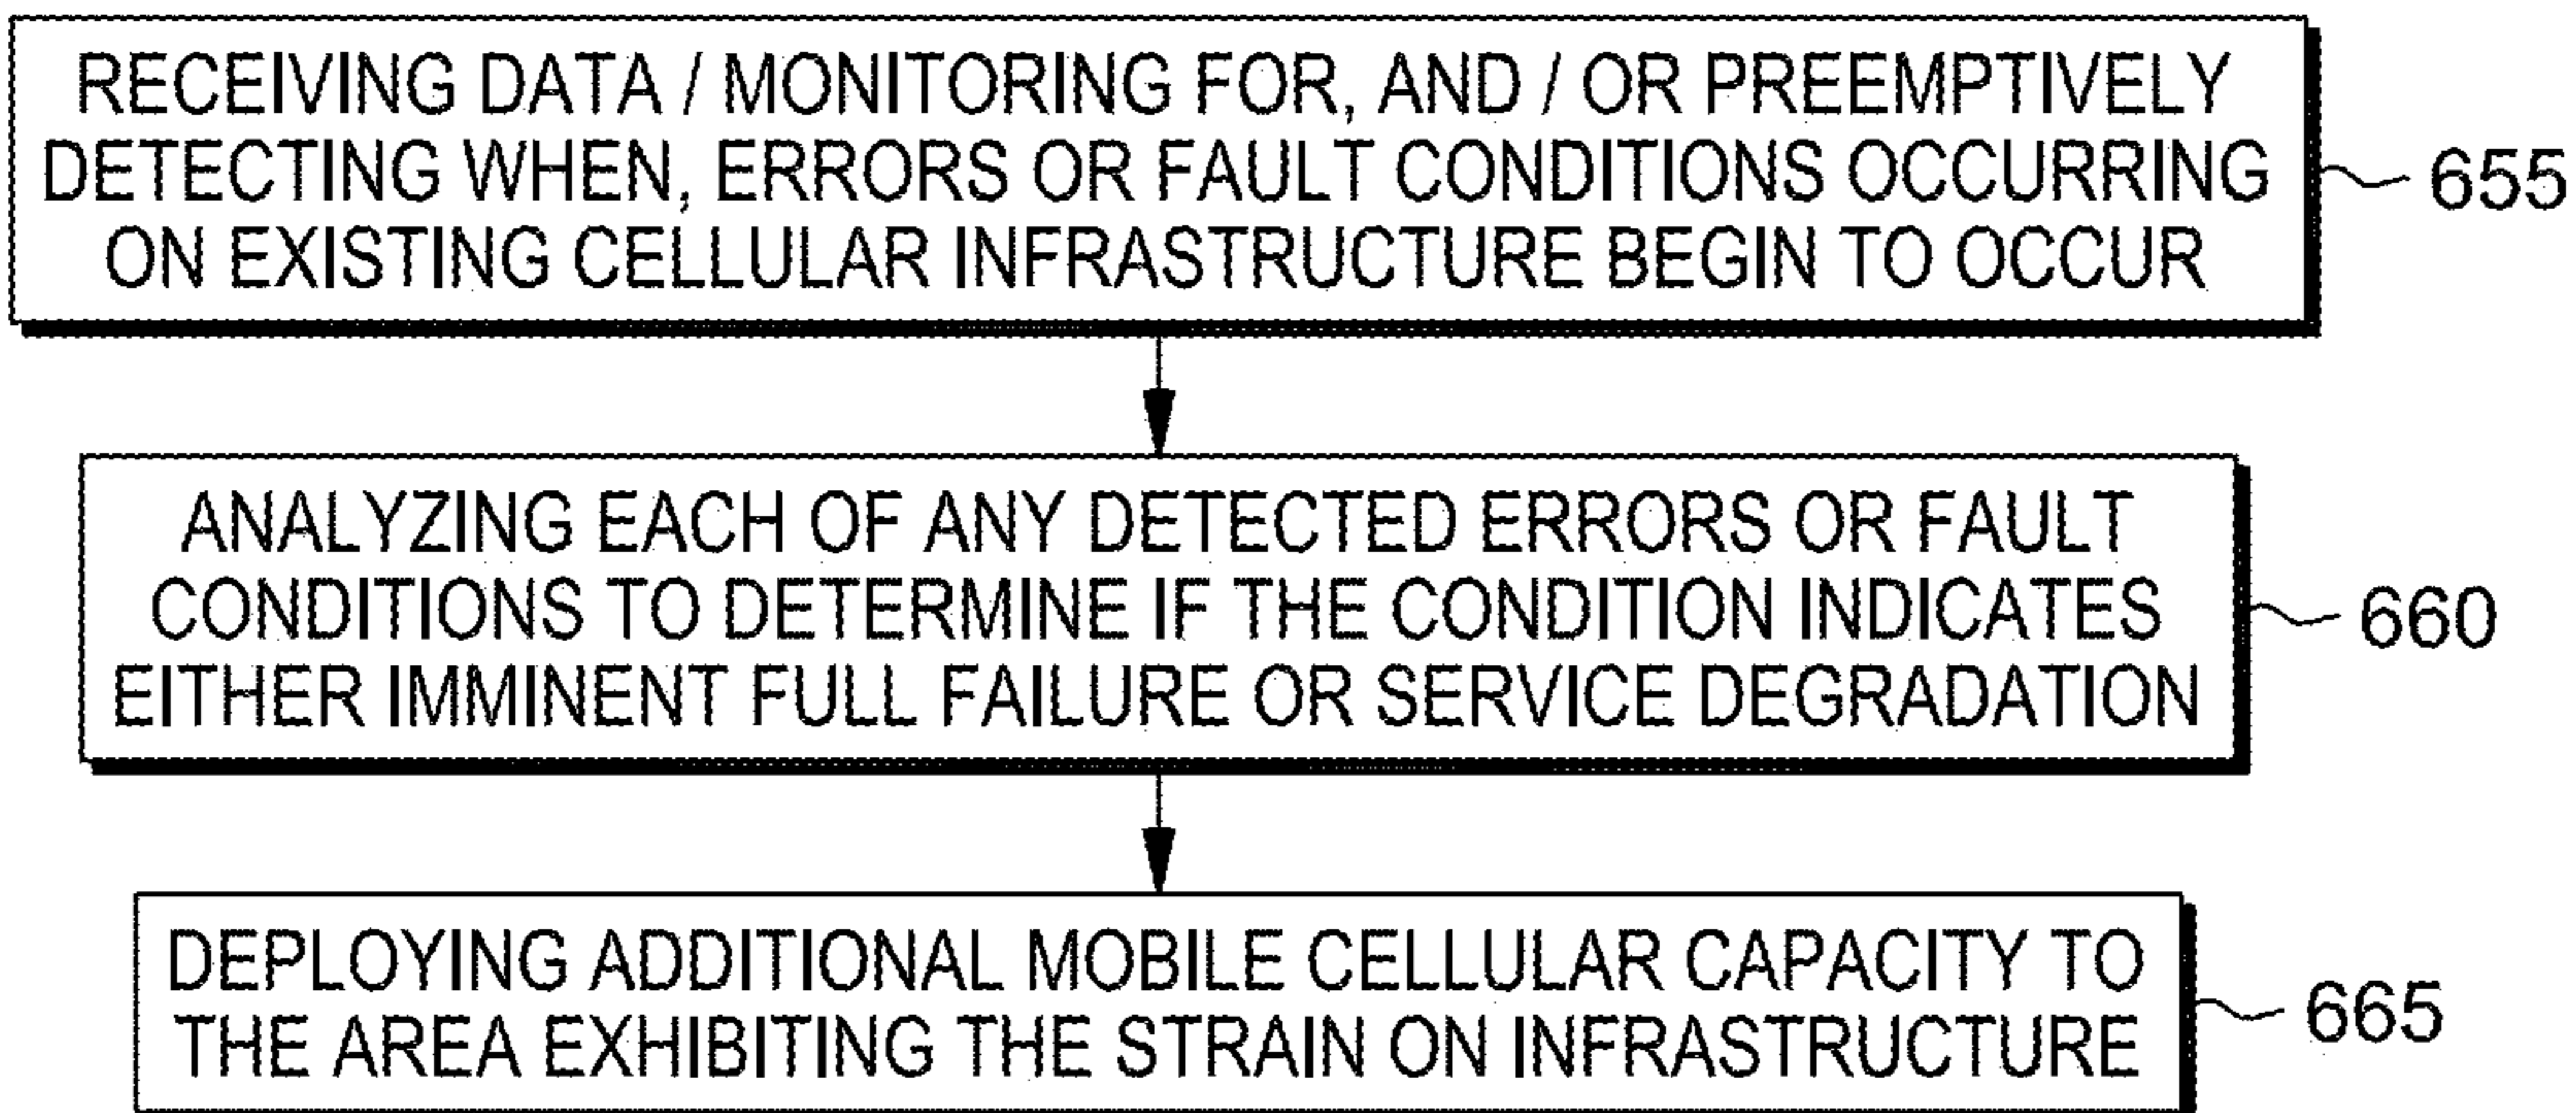 RECEIVING DATA / MONITORING FOR, AND / OR PREEMPTIVELY
DETECTING WHEN, ERRORS OR FAULT CONDITIONS OCCURRING
ON EXISTING CELLULAR INFRASTRUCTURE BEGIN TO OCCUR
655
ANALYZING EACH OF ANY DETECTED ERRORS OR FAULT
CONDITIONS TO DETERMINE IF THE CONDITION INDICATES
EITHER IMMINENT FULL FAILURE OR SERVICE DEGRADATION
660
DEPLOYING ADDITIONAL MOBILE CELLULAR CAPACITY TO
THE AREA EXHIBITING THE STRAIN ON INFRASTRUCTURE
665